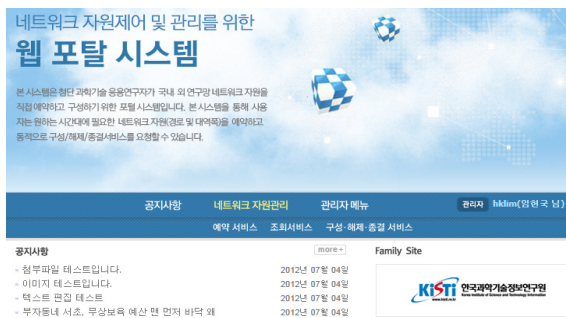 네트워크 자원제어 및 관리를 위한
웹 포탈 시스템
본 시스템은 첨단 과학기술 응용연구자가 국내 외 연구망 네트워크 자원을
직접 예약하고 구성하기 위한 포털 시스템입니다. 본 시스템을 통해 사용
자는 원하는 시간대에 필요한 네트워크 자원(경로 및 대역폭)을 예약하고
동적으로 구성/해제/종결서비스를 요청할 수 있습니다.
공지사항 네트워크 자원관리 관리자 메뉴 관리자 hklim(임현국 님)
예약 서비스 조회서비스 구성·해제·종결 서비스
공지사항 more+ Family Site
첨부파일 테스트입니다. 2012년 07월 04일
이미지 테스트입니다. 2012년 07월 04일
텍스트 편집 테스트 2012년 07월 04일
부자동네 서초, 무상보육 예산 맨 먼저 바닥 왜 2012년 07월 04일
KiSTi 한국과학기술정보연구원
www.kisti.re.kr Korea Institute of Science and Technology Information